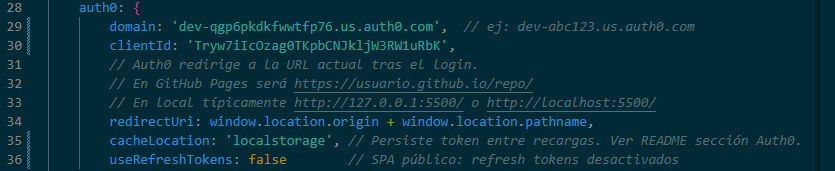 28 auth0: {
29 domain: 'dev-qgp6pkdkfwwtfp76.us.auth0.com', // ej: dev-abc123.us.auth0.com
30 clientId: 'Tryw7iIcOzag0TKpbCNJkljW3RW1uRbK',
31 // Auth0 redirige a la URL actual tras el login.
32 // En GitHub Pages será https://usuario.github.io/repo/
33 // En local típicamente http://127.0.0.1:5500/ o http://localhost:5500/
34 redirectUri: window.location.origin + window.location.pathname,
35 cacheLocation: 'localstorage', // Persiste token entre recargas. Ver README sección Auth0.
36 useRefreshTokens: false // SPA público: refresh tokens desactivados